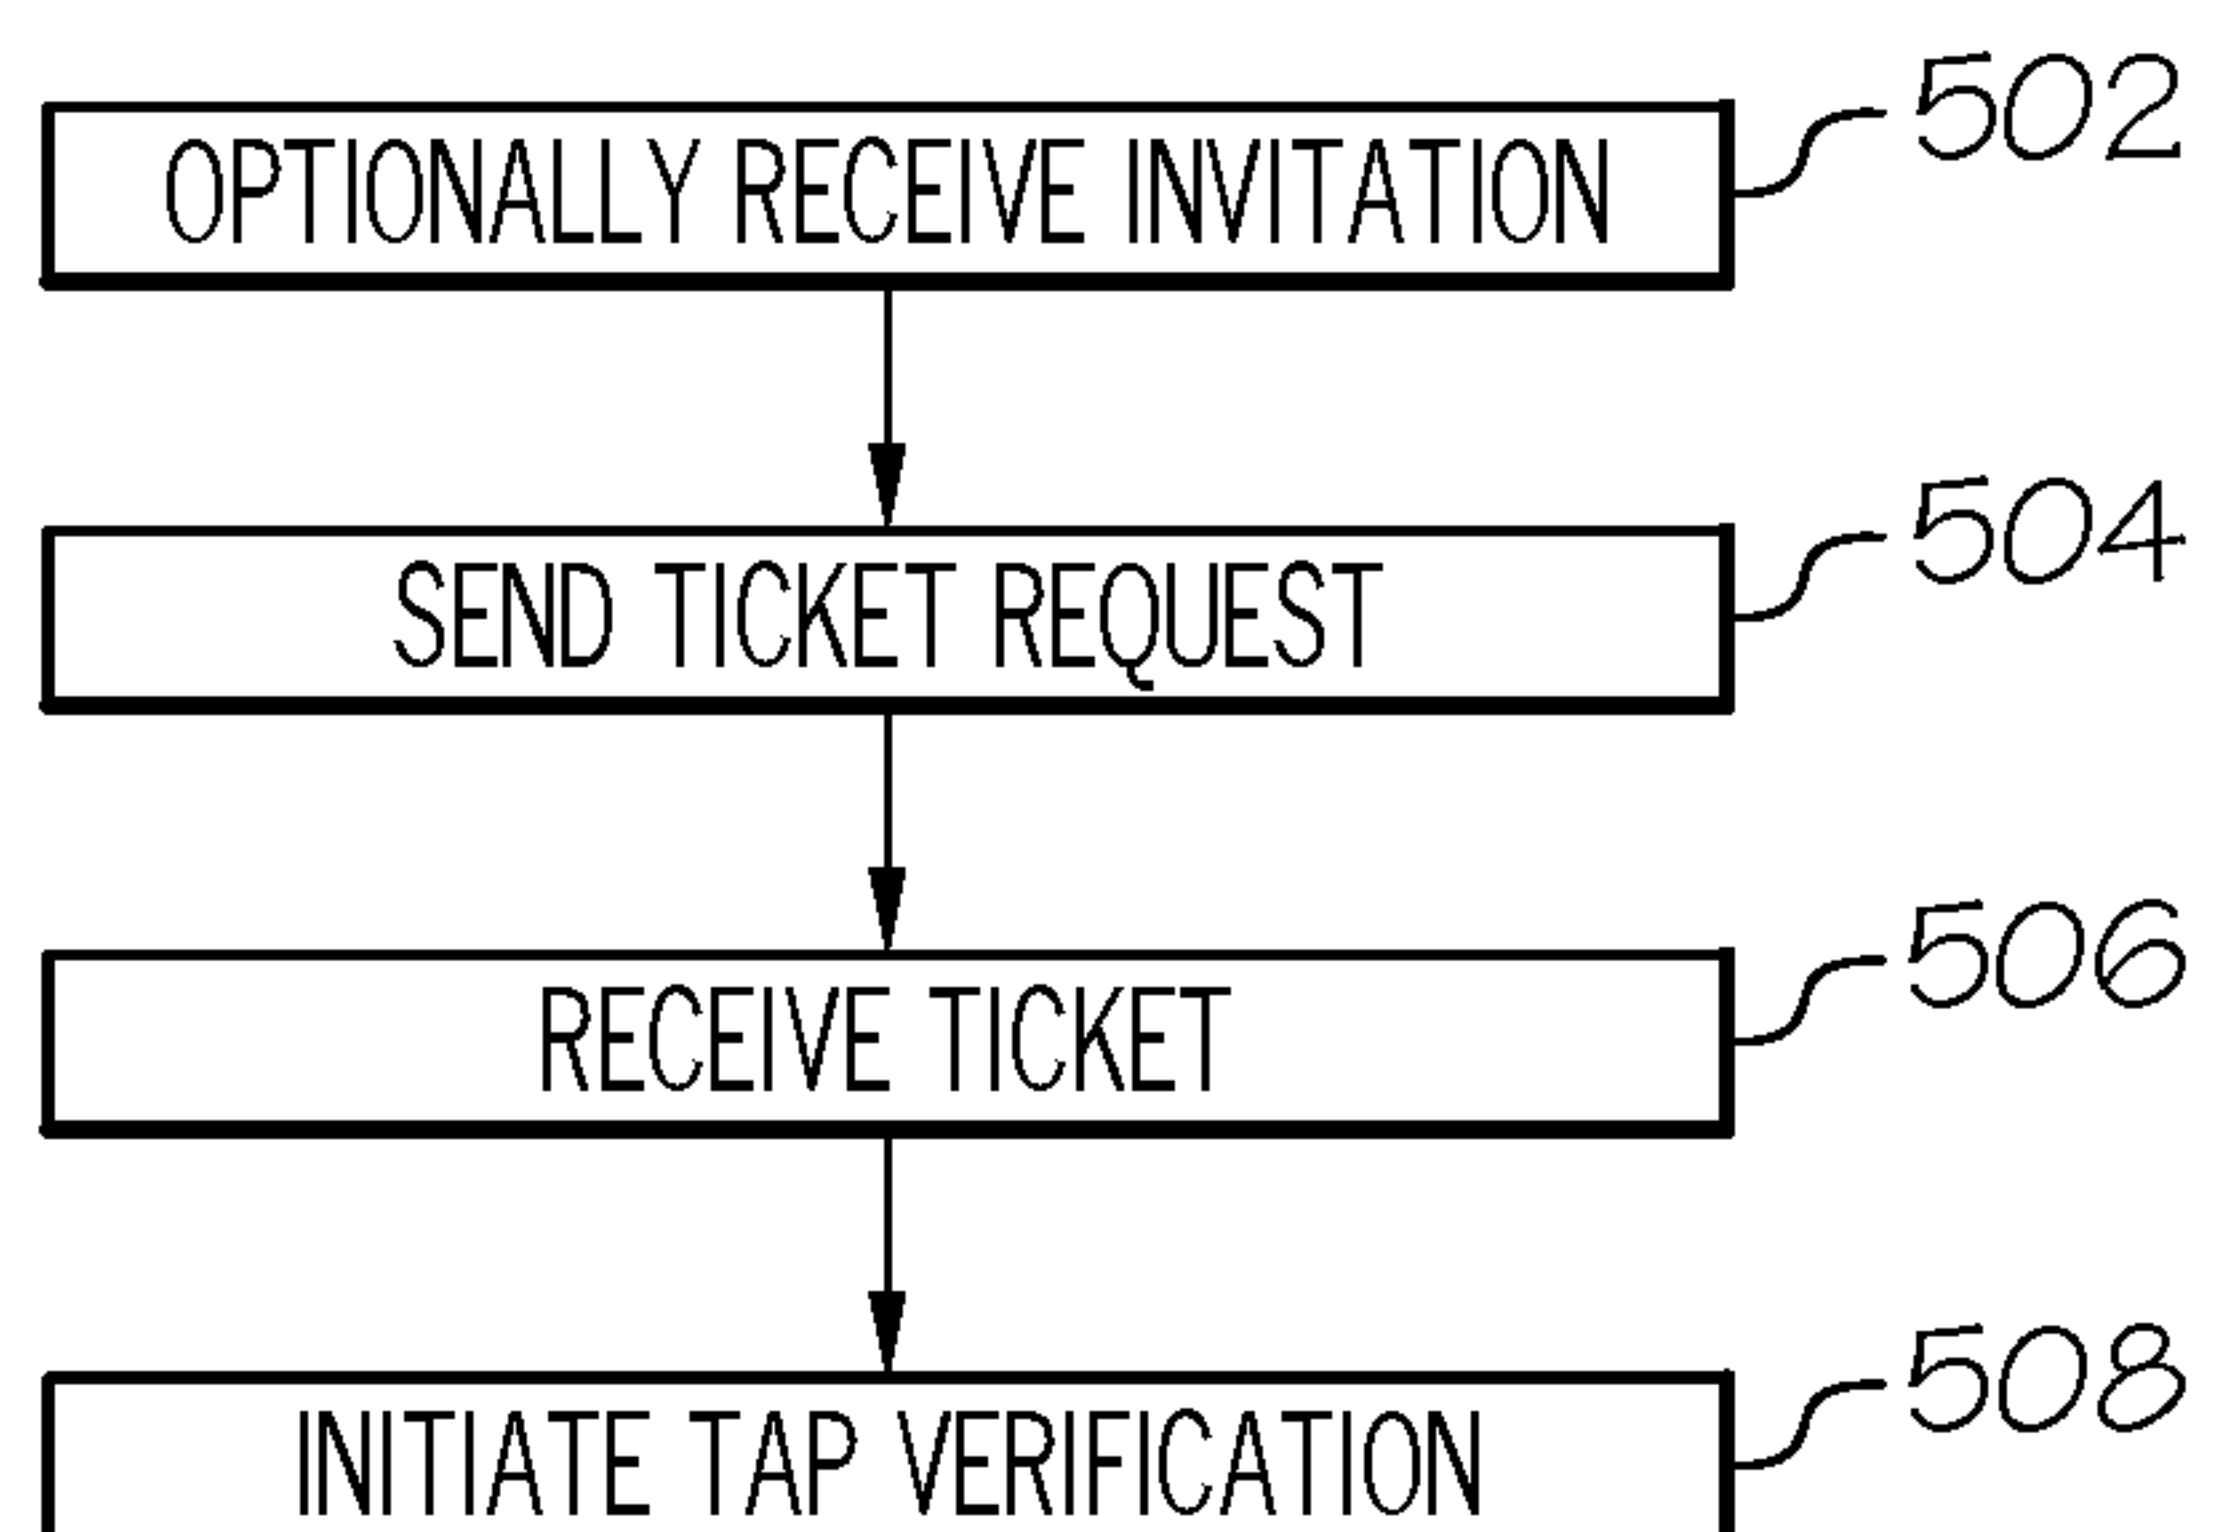 OPTIONALLY RECEIVE INVITATION 502
SEND TICKET REQUEST 504
RECEIVE TICKET 506
INITIATE TAP VERIFICATION 508